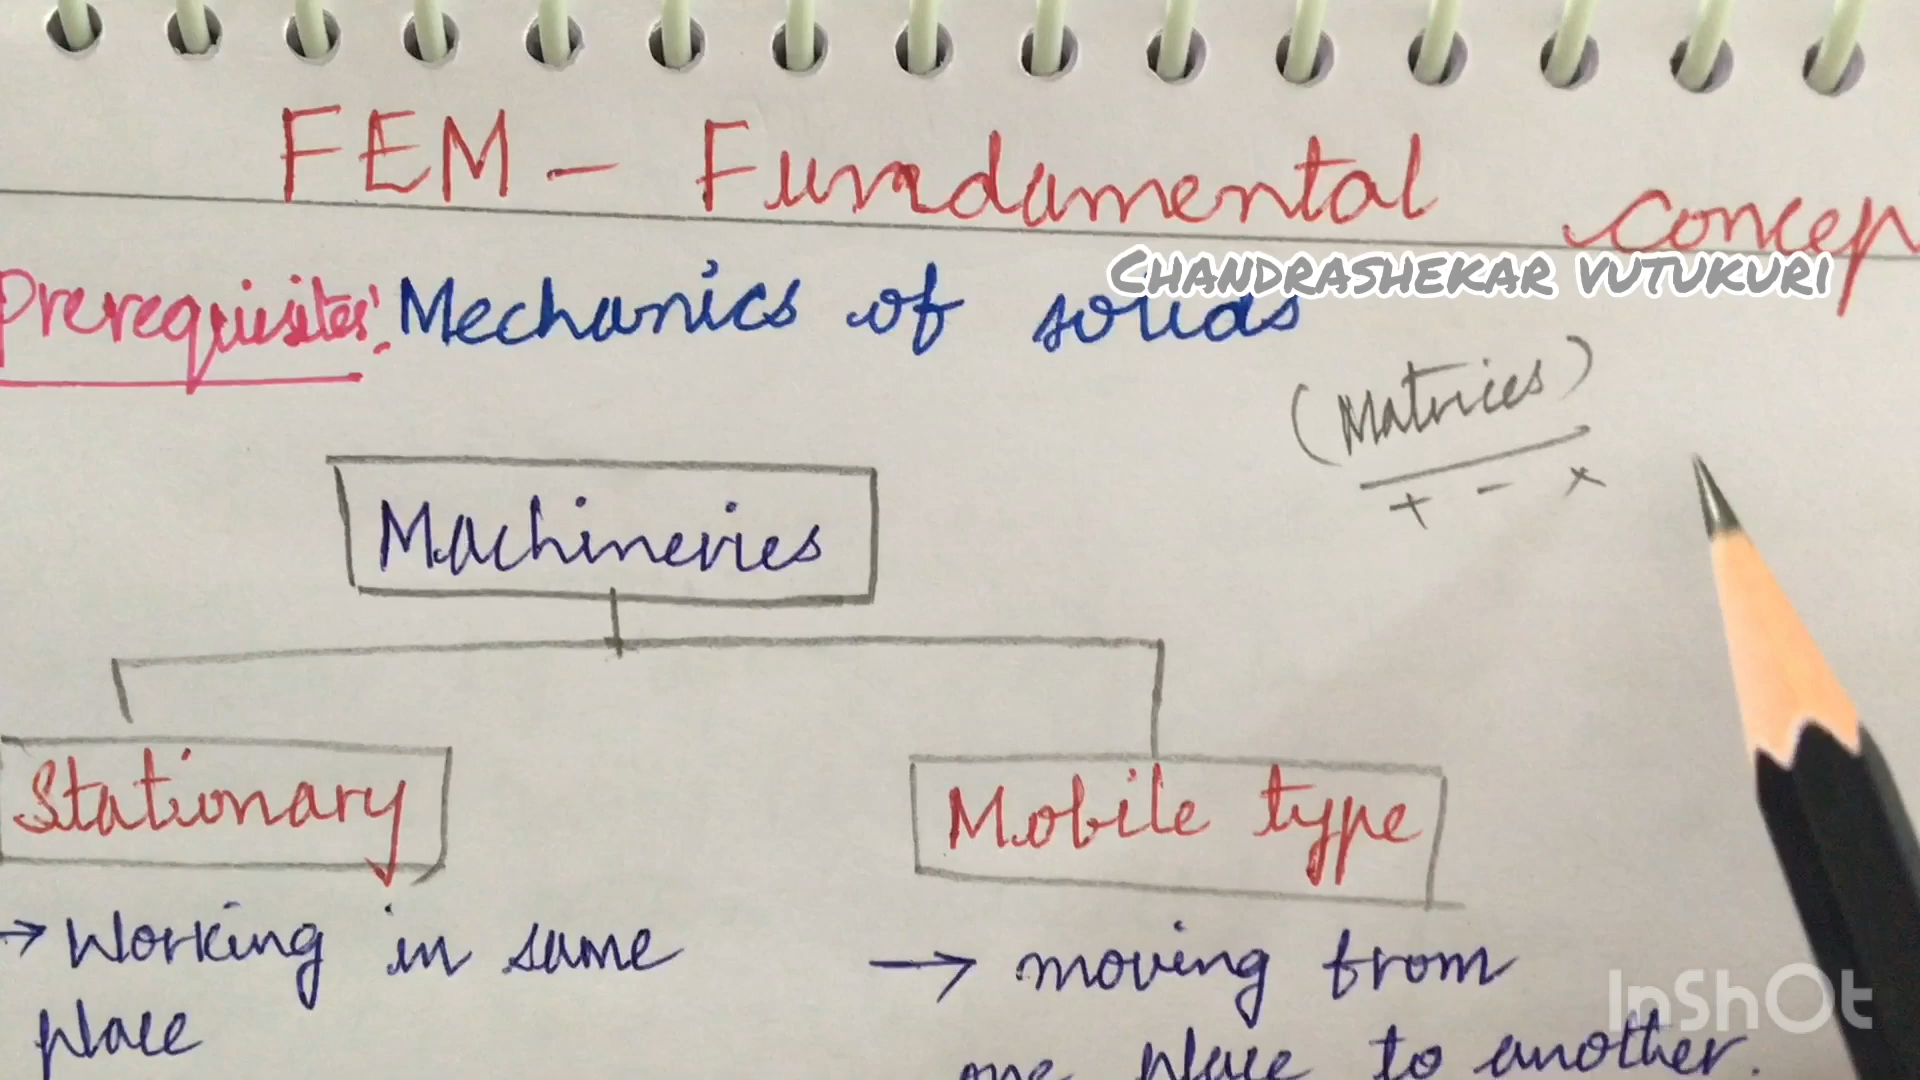 FEM - Fundamental concep
CHANDRASHEKAR VUTUKURI
Prerequisites: Mechanics of solids
(Matrices)
+ - ×
Machineries
Stationary
Mobile type
→ Working in same
place
→ moving from
one place to another.
InShOt